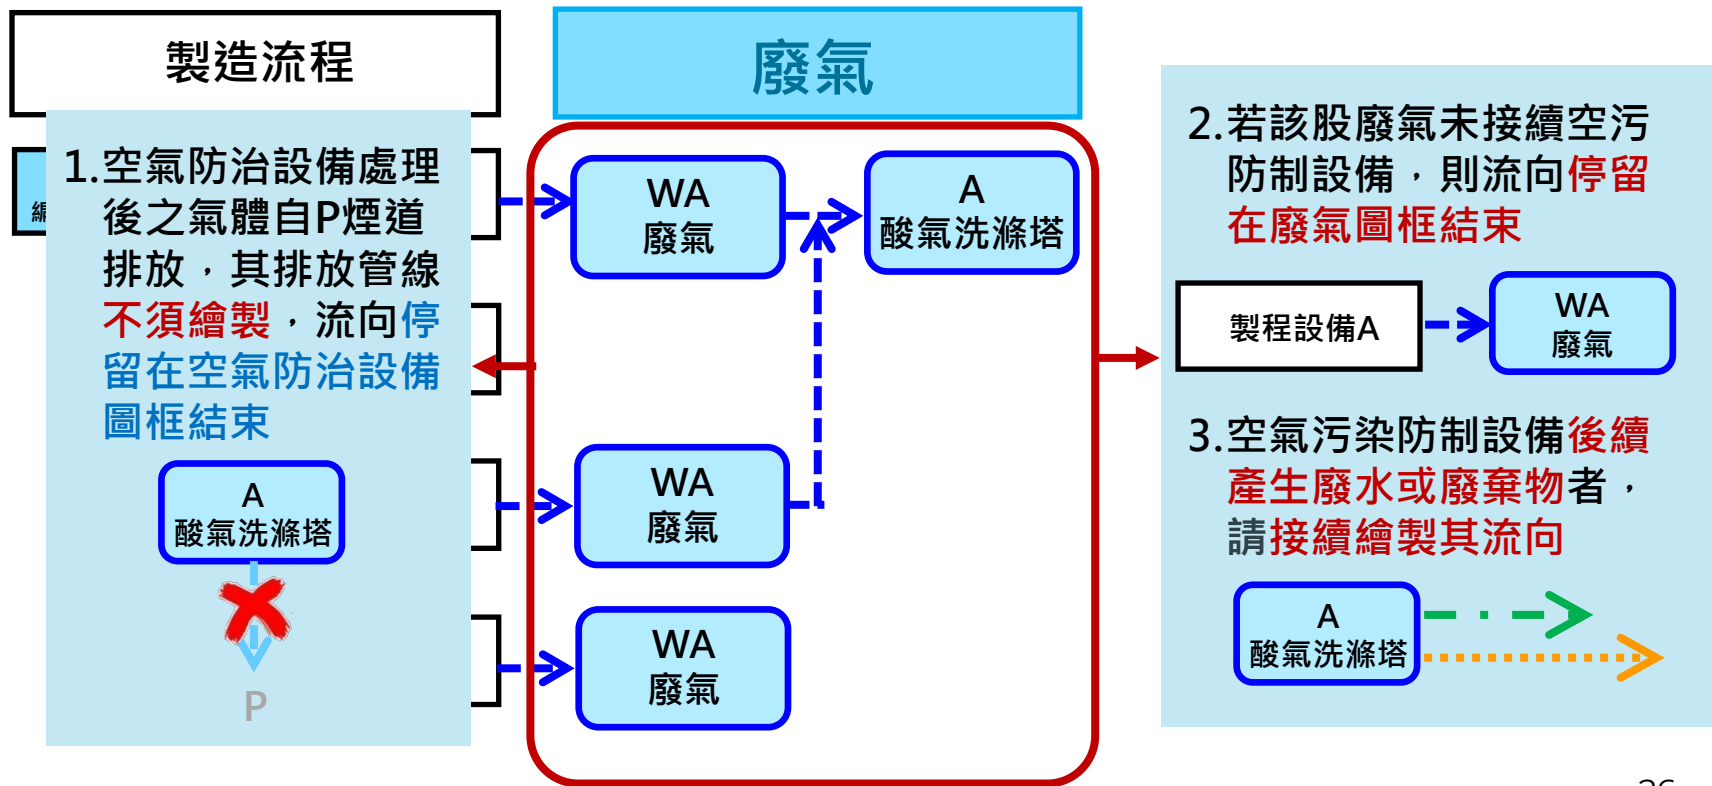 製造流程
廢氣
編
1.空氣防治設備處理
後之氣體自P煙道
排放，其排放管線
不須繪製，流向停
留在空氣防治設備
圖框結束
A
酸氣洗滌塔
P
WA
廢氣
A
酸氣洗滌塔
WA
廢氣
WA
廢氣
2.若該股廢氣未接續空污
防制設備，則流向停留
在廢氣圖框結束
製程設備A
WA
廢氣
3.空氣污染防制設備後續
產生廢水或廢棄物者，
請接續繪製其流向
A
酸氣洗滌塔